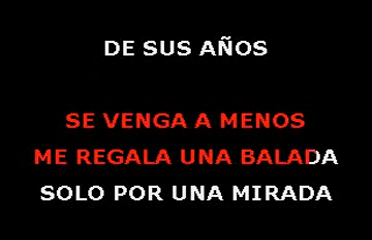 DE SUS AÑOS
SE VENGA A MENOS
ME REGALA UNA BALADA
SOLO POR UNA MIRADA